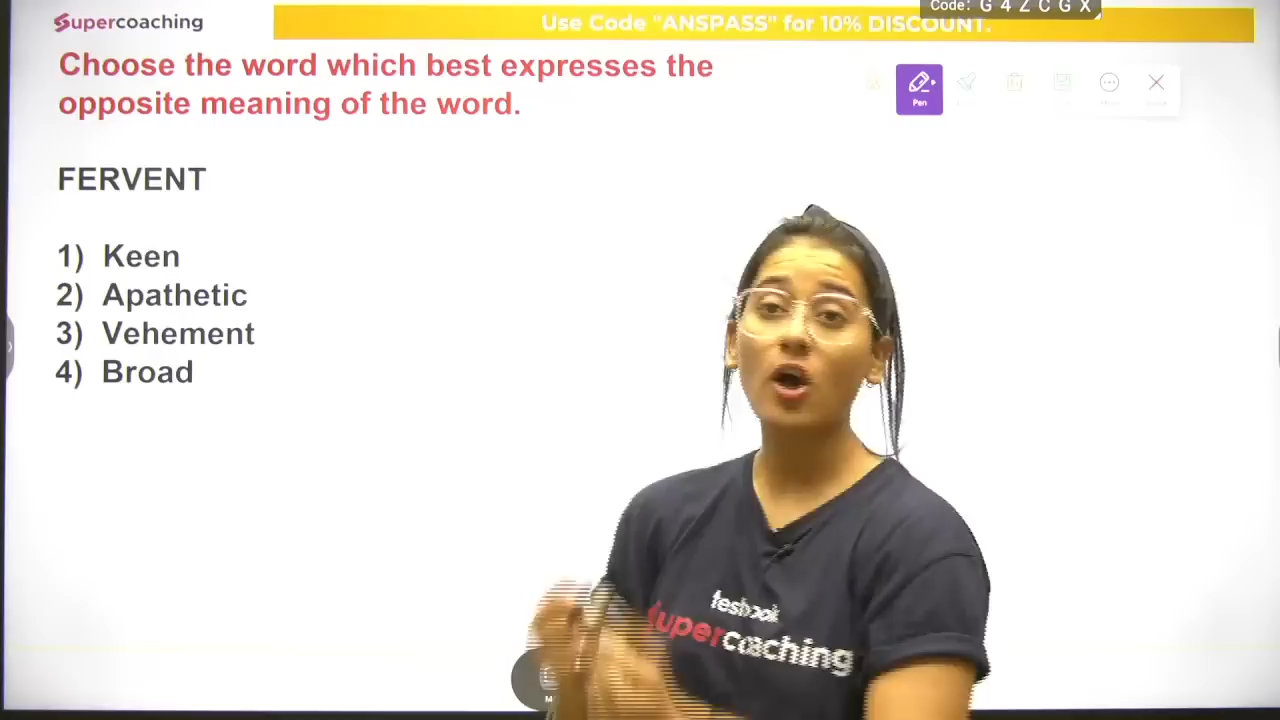 Supercoaching
Use Code "ANSPASS" for 10% DISCOUNT.
Code: G 4 Z C G X
Choose the word which best expresses the
opposite meaning of the word.
Pen
FERVENT
1) Keen
2) Apathetic
3) Vehement
4) Broad
testbook
supercoaching